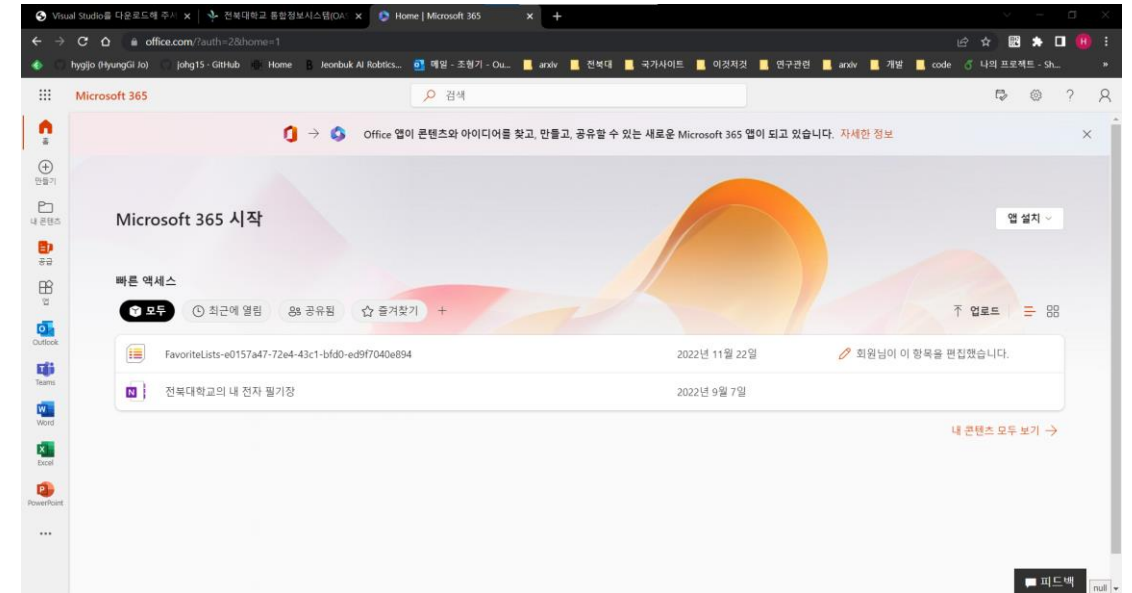 Visual Studio를 다운로드해 주셔
전북대학교 통합정보시스템(OA
Home | Microsoft 365
office.com/?auth=2&home=1
H
hygijo (HyungGi Jo)
johg15 · GitHub
Home
Jeonbuk AI Robtics...
메일 - 조형기 - Ou...
arxiv
전북대
국가사이트
이것저것
연구관련
arxiv
개발
code
나의 프로젝트 - Sh...
»
Microsoft 365
검색
홈
만들기
내 콘텐츠
공급
앱
Outlook
Teams
Word
Excel
PowerPoint
Office 앱이 콘텐츠와 아이디어를 찾고, 만들고, 공유할 수 있는 새로운 Microsoft 365 앱이 되고 있습니다. 자세한 정보
Microsoft 365 시작
앱 설치
빠른 액세스
모두
최근에 열림
공유됨
즐겨찾기
+
업로드
FavoriteLists-e0157a47-72e4-43c1-bfd0-ed9f7040e894
2022년 11월 22일
회원님이 이 항목을 편집했습니다.
N
전북대학교의 내 전자 필기장
2022년 9월 7일
내 콘텐츠 모두 보기 →
피드백
null